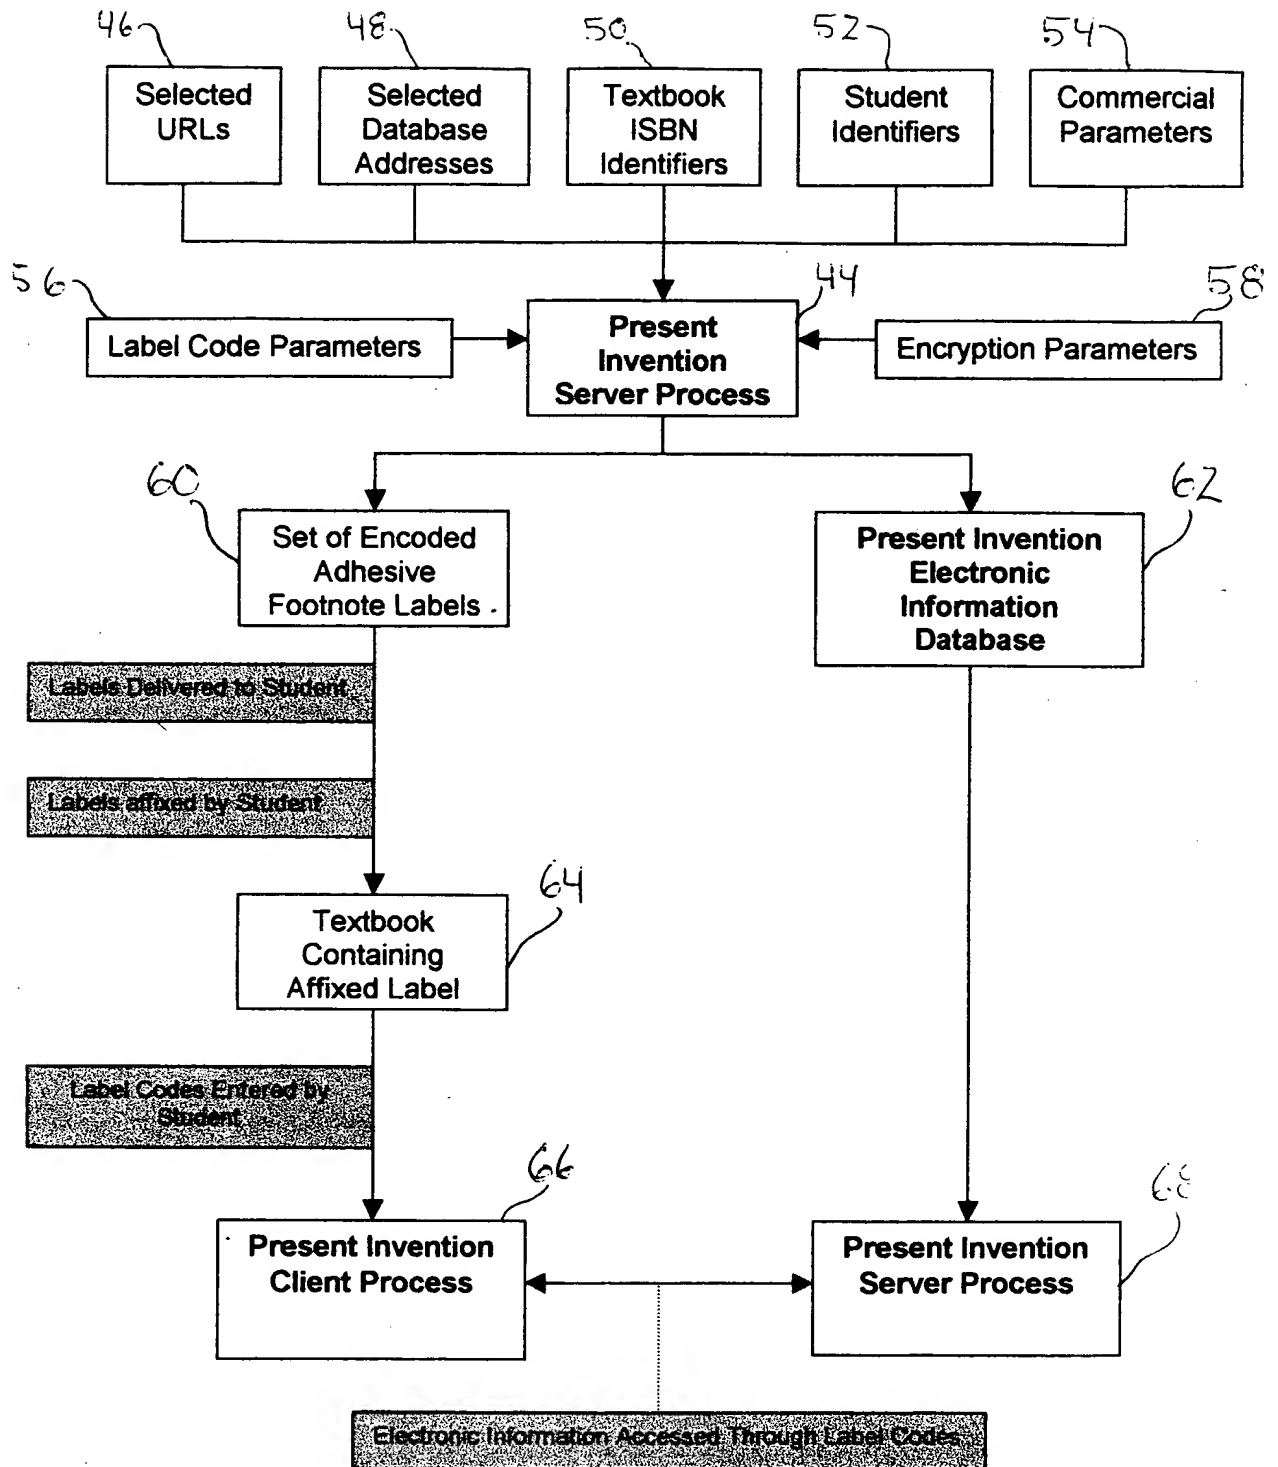 46
48
50
52
54
Selected
URLs
Selected
Database
Addresses
Textbook
ISBN
Identifiers
Student
Identifiers
Commercial
Parameters
56
44
58
Label Code Parameters
Present
Invention
Server Process
Encryption Parameters
60
62
Set of Encoded
Adhesive
Footnote Labels
Present Invention
Electronic
Information
Database
Labels Delivered to Student
Labels affixed by Student
64
Textbook
Containing
Affixed Label
Label Codes Entered by
Student
66
68
Present Invention
Client Process
Present Invention
Server Process
Electronic Information Accessed Through Label Codes